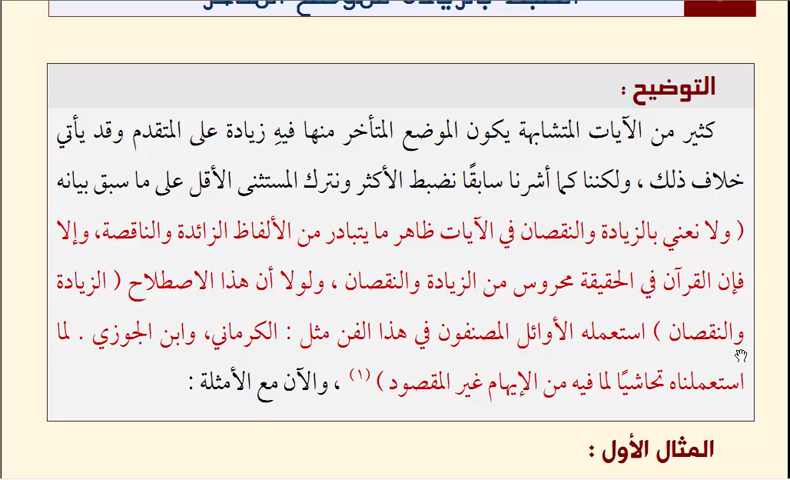 الضبط بالزيادة للموضع المتأخر
التوضيح :
كثير من الآيات المتشابهة يكون الموضع المتأخر منها فيهِ زيادة على المتقدم وقد يأتي
خلاف ذلك ، ولكننا كما أشرنا سابقًا نضبط الأكثر ونترك المستثنى الأقل على ما سبق بيانه
( ولا نعني بالزيادة والنقصان في الآيات ظاهر ما يتبادر من الألفاظ الزائدة والناقصة، وإلا
فإن القرآن في الحقيقة محروس من الزيادة والنقصان ، ولولا أن هذا الاصطلاح ( الزيادة
والنقصان ) استعمله الأوائل المصنفون في هذا الفن مثل : الكرماني، وابن الجوزي . لما
استعملناه تحاشيًا لما فيه من الإيهام غير المقصود )(١) ، والآن مع الأمثلة :
المثال الأول :